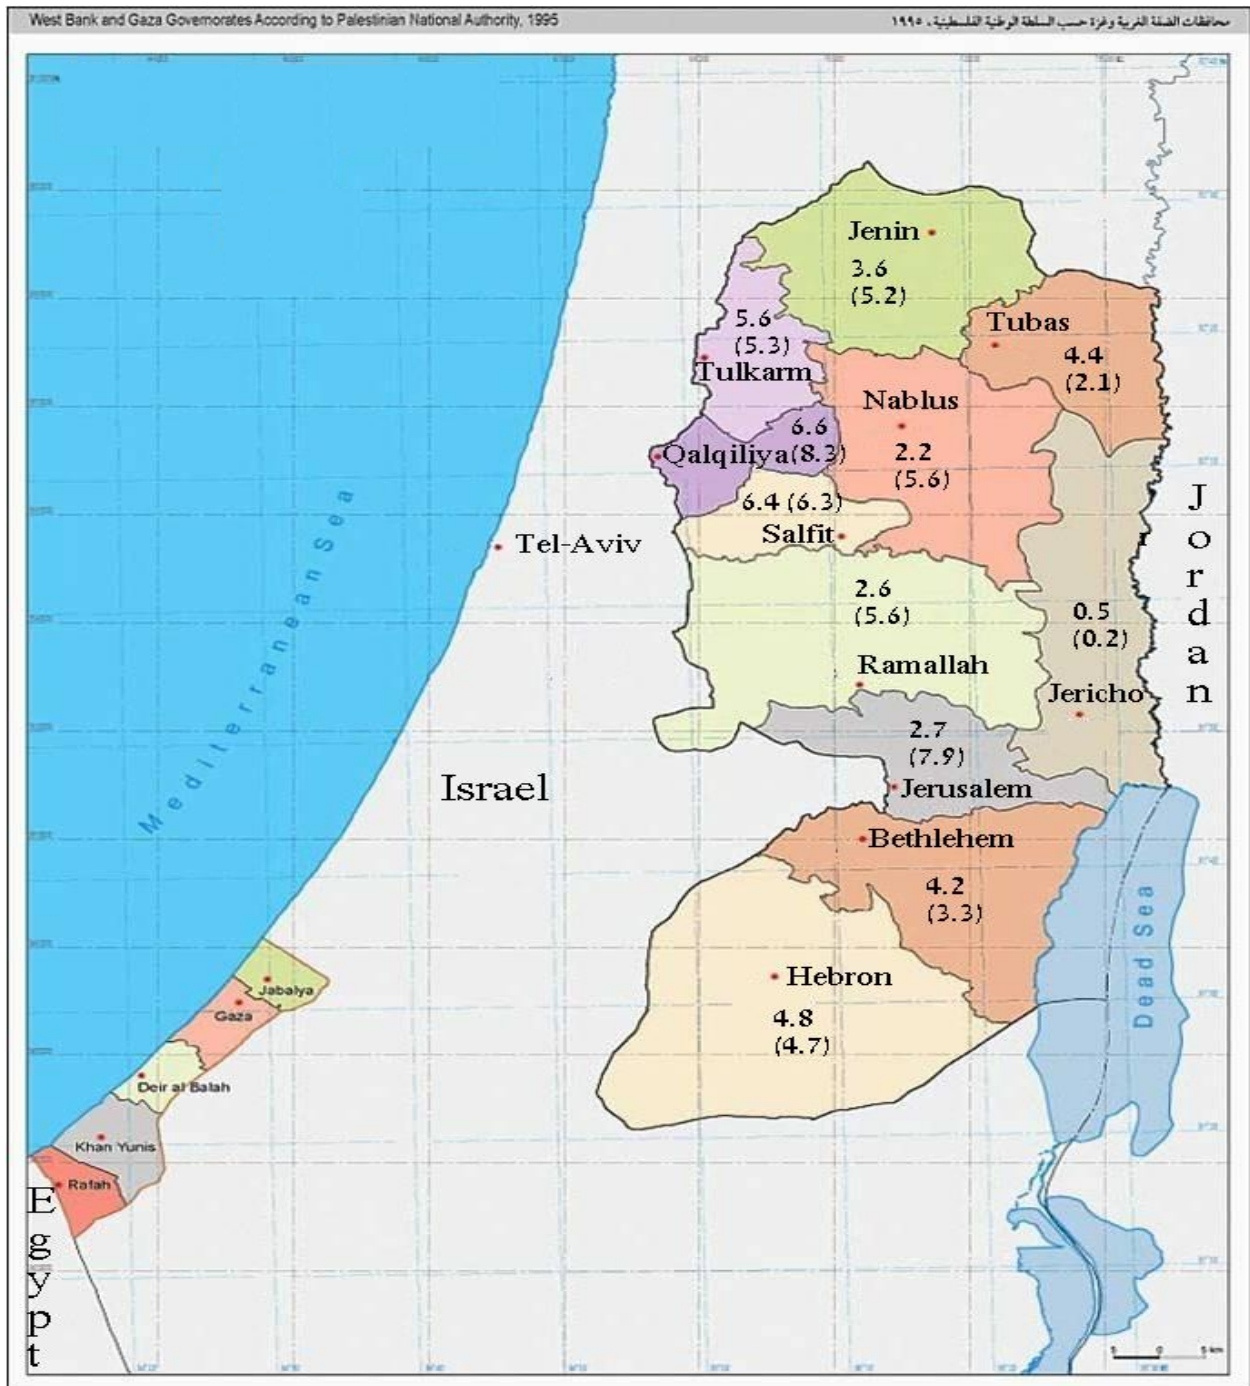 West Bank and Gaza Governorates According to Palestinian National Authority, 1995
محافظات الضفة الغربية وغزة حسب السلطة الوطنية الفلسطينية، ١٩٩٥
Jenin
3.6
(5.2)
Tubas
4.4
(2.1)
5.6
(5.3)
Tulkarm
Nablus
2.2
(5.6)
6.6
Qalqiliya(8.3)
6.4 (6.3)
Salfit
Tel-Aviv
Mediterranean Sea
Jordan
2.6
(5.6)
Ramallah
0.5
(0.2)
Jericho
2.7
(7.9)
Jerusalem
Israel
Bethlehem
4.2
(3.3)
Dead Sea
Hebron
4.8
(4.7)
Jabalya
Gaza
Deir al Balah
Khan Yunis
Rafah
Egypt
5 0 5 km